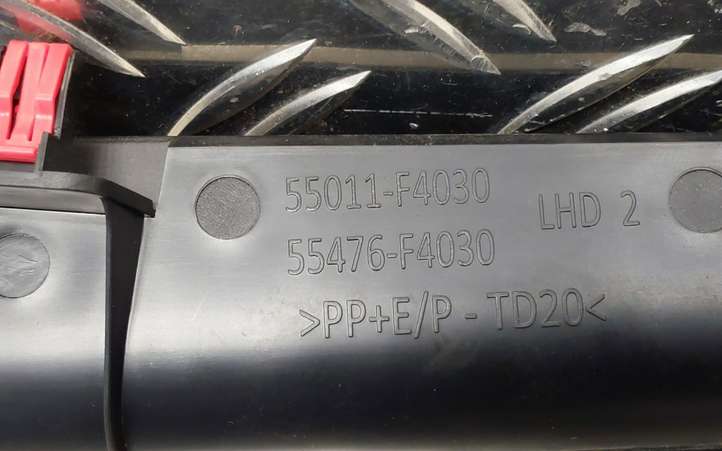 55011-F4030
LHD 2
55476-F4030
>PP+E/P - TD20<